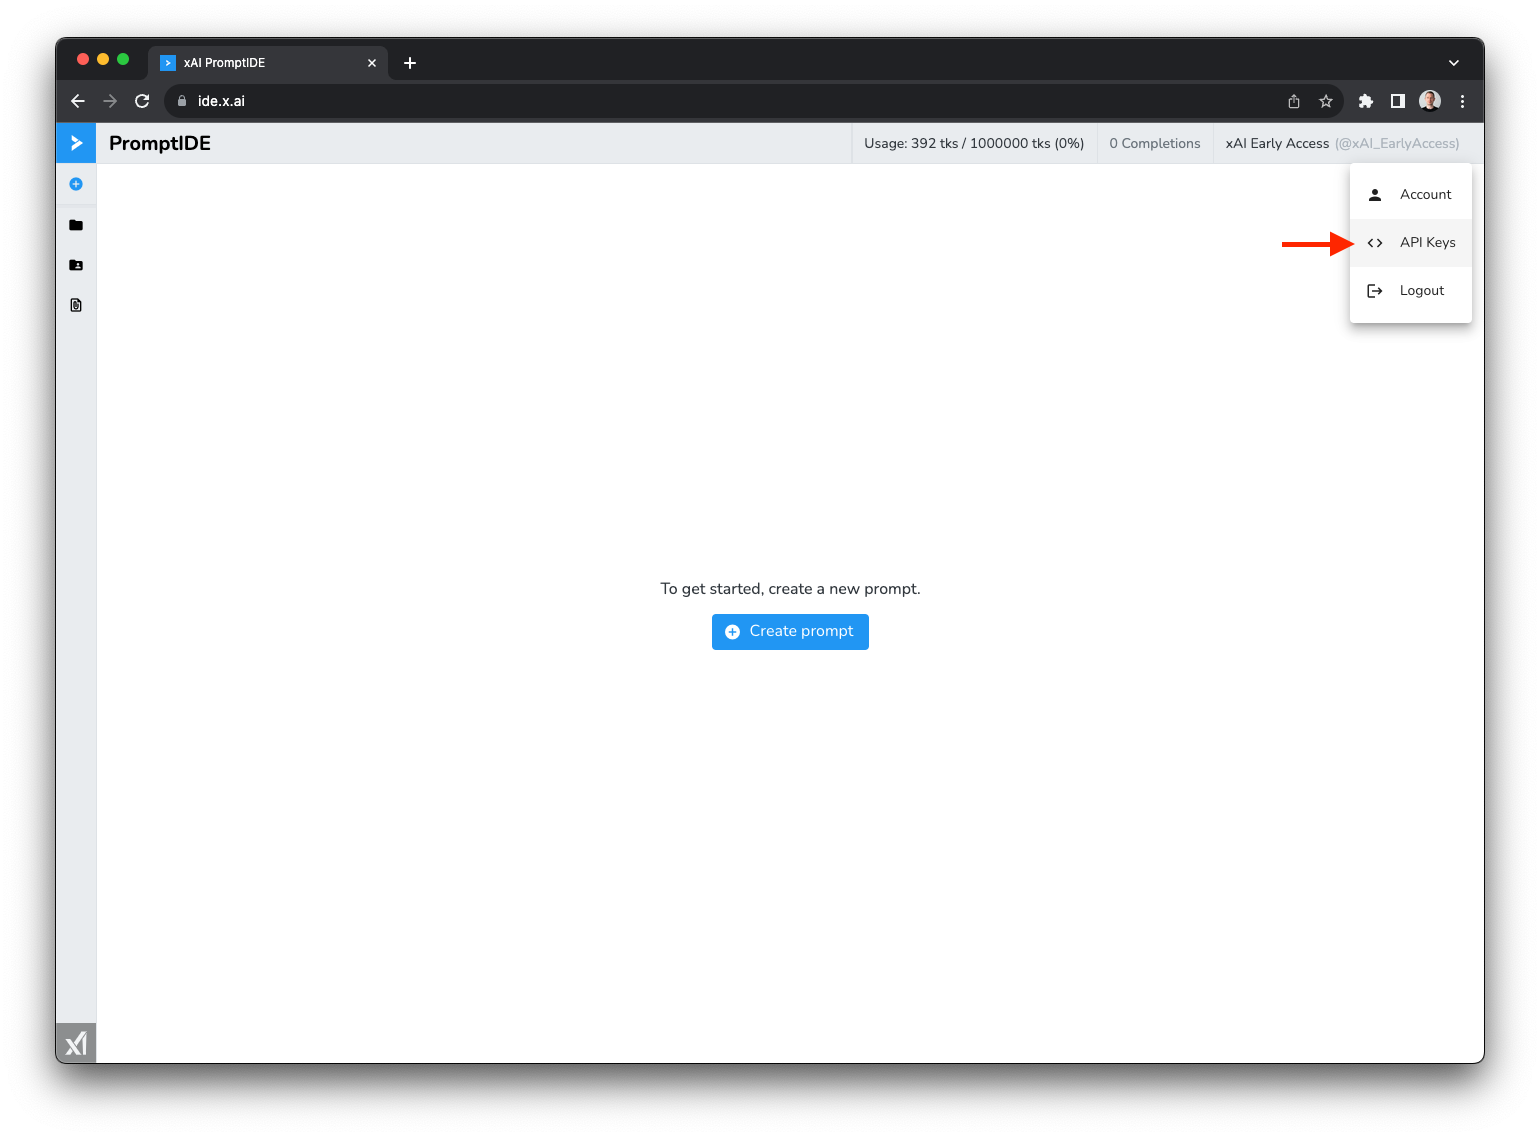 xAI PromptIDE
ide.x.ai
PromptIDE
Usage: 392 tks / 1000000 tks (0%)
0 Completions
xAI Early Access (@xAI_EarlyAccess)
Account
API Keys
Logout
To get started, create a new prompt.
Create prompt
xI